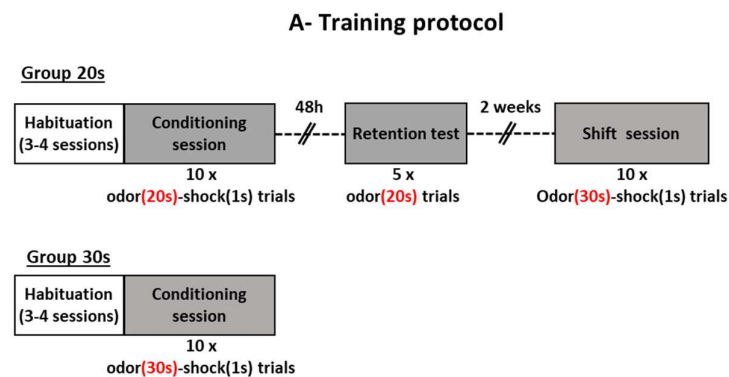 A- Training protocol
Group 20s
Habituation
(3-4 sessions)
Conditioning
session
10 x
odor(20s)-shock(1s) trials
48h
Retention test
5 x
odor(20s) trials
2 weeks
Shift session
10 x
Odor(30s)-shock(1s) trials
Group 30s
Habituation
(3-4 sessions)
Conditioning
session
10 x
odor(30s)-shock(1s) trials